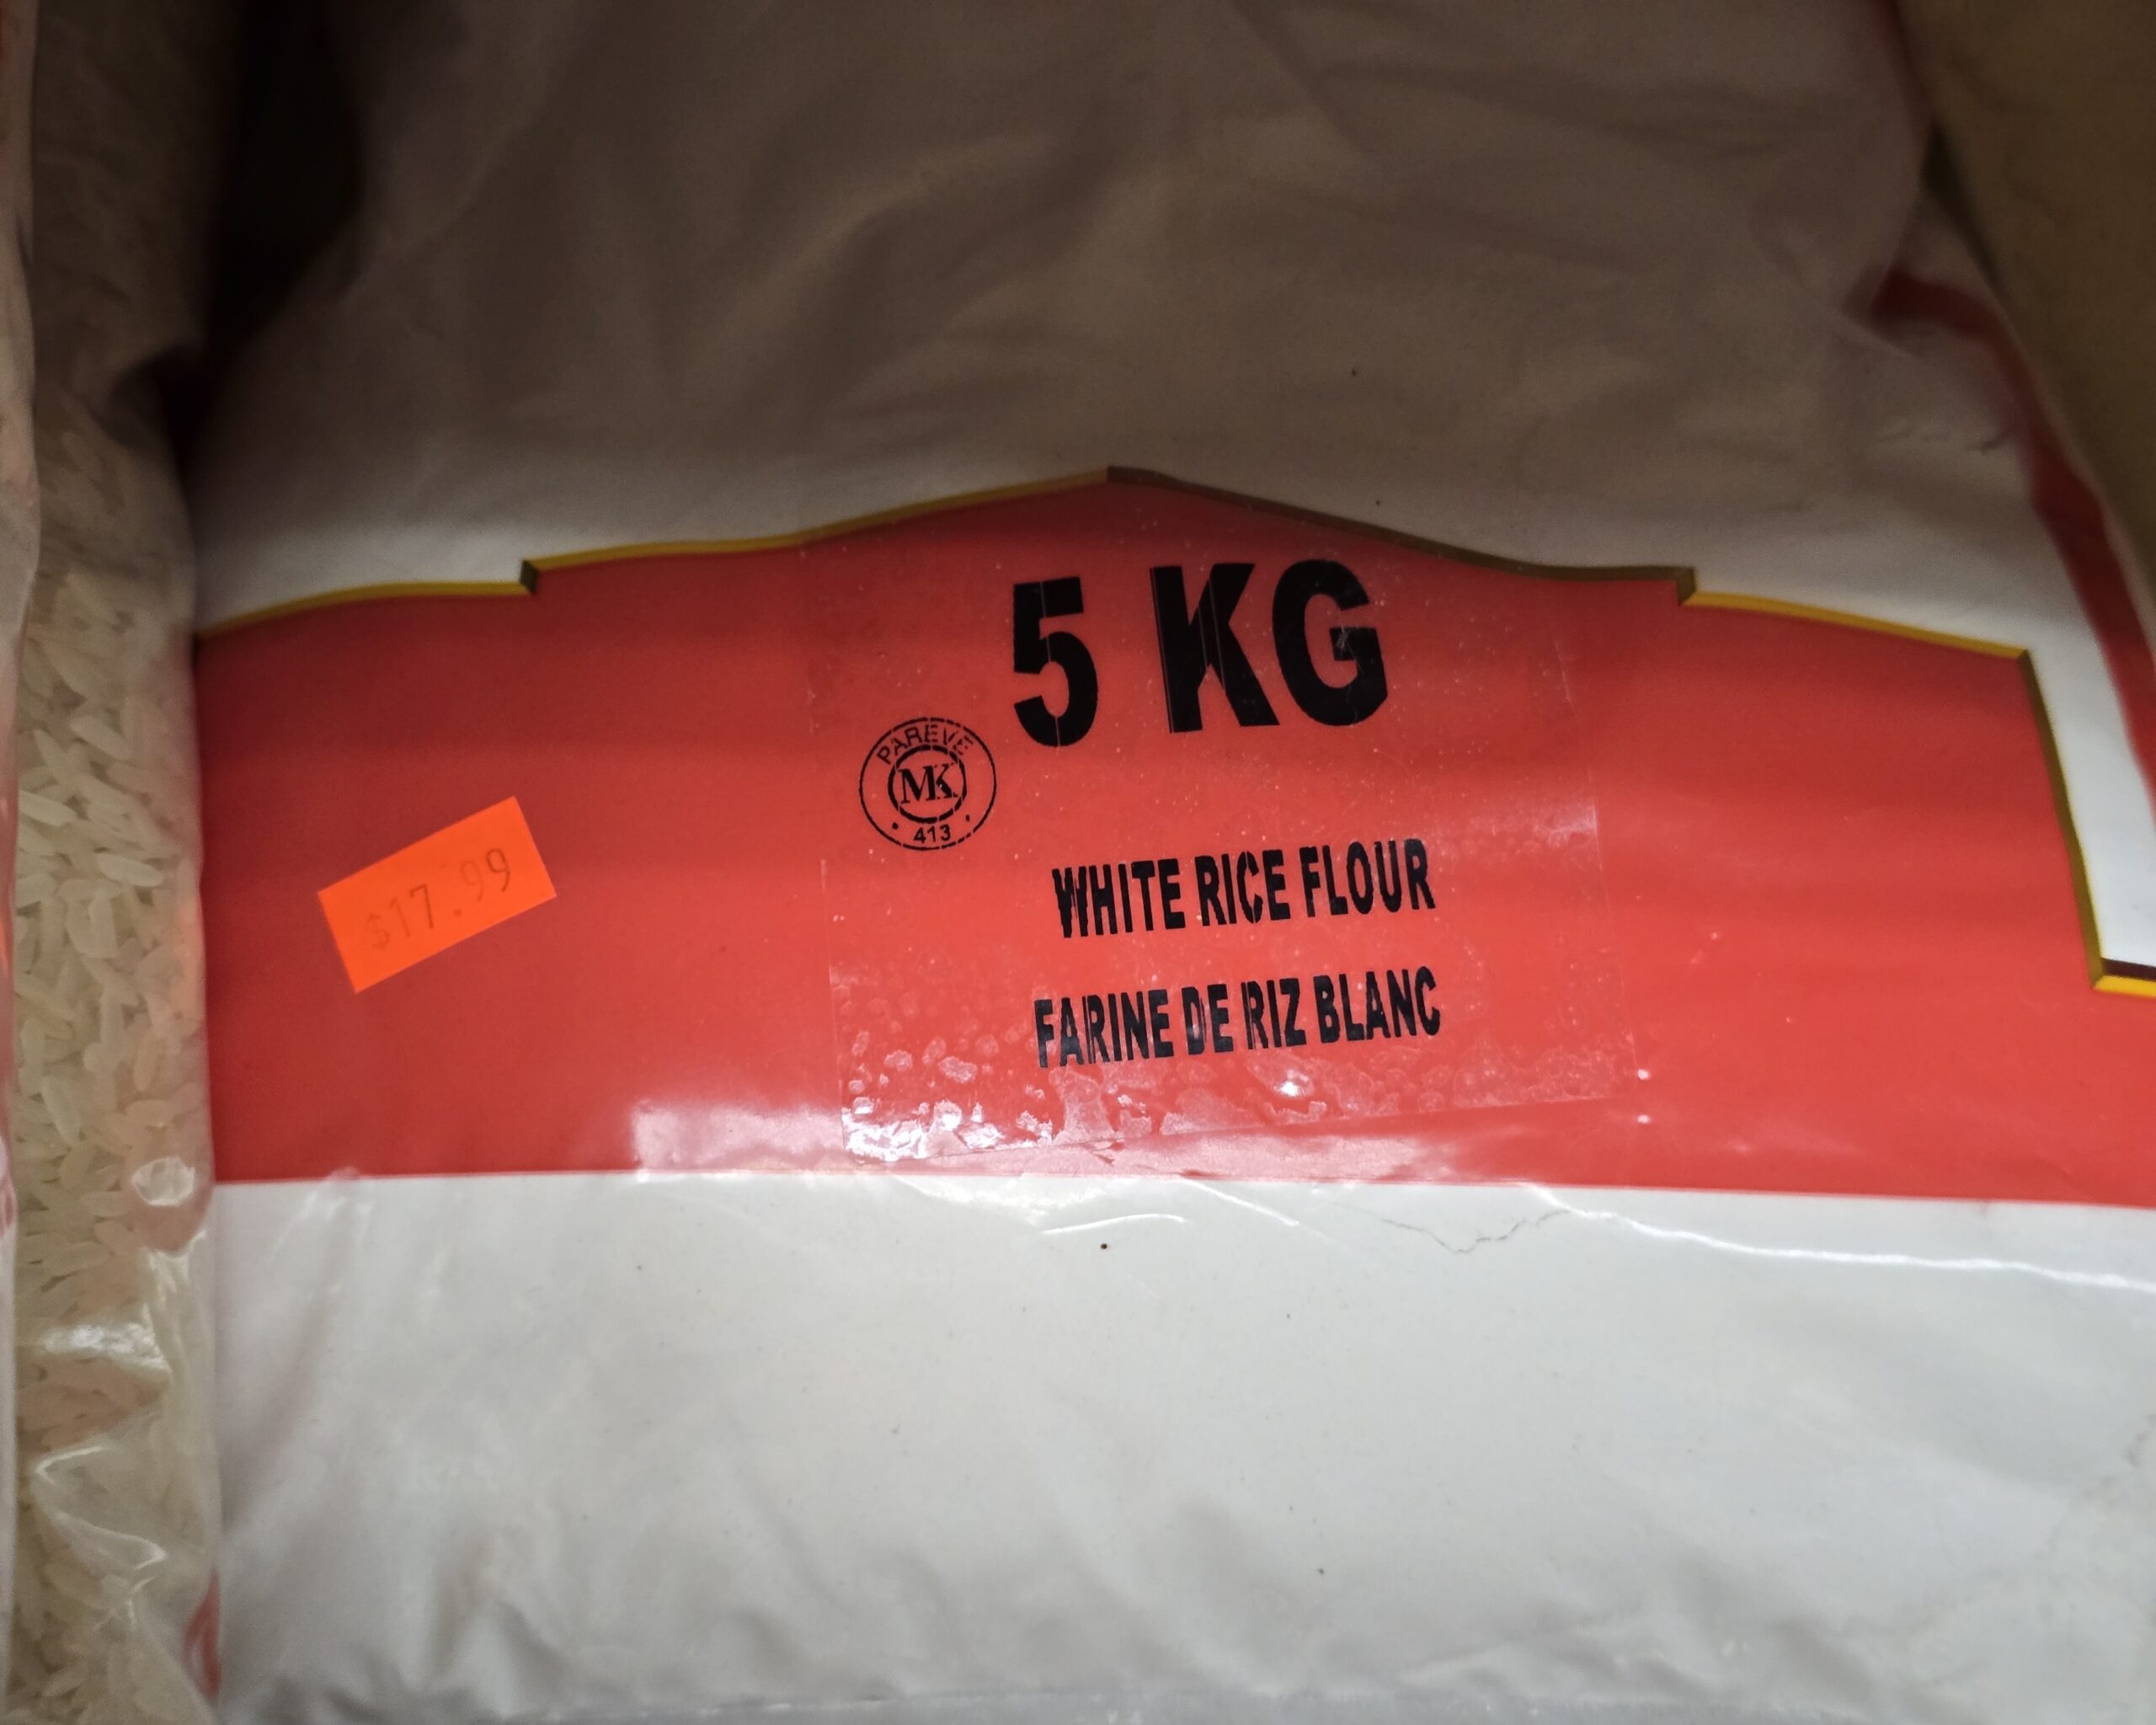 5 KG
PAREVE
MK
· 413 ·
$17.99
WHITE RICE FLOUR
FARINE DE RIZ BLANC